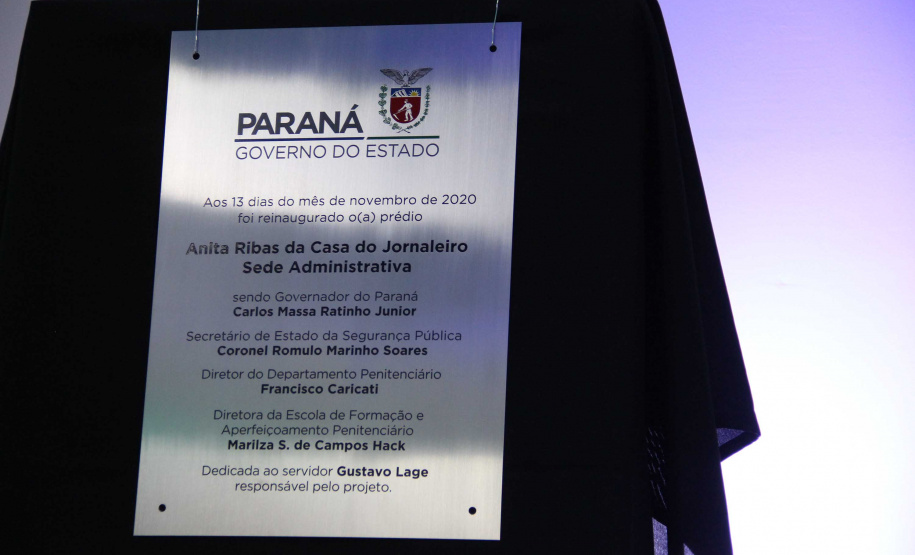 PARANÁ
GOVERNO DO ESTADO
Aos 13 dias do mês de novembro de 2020
foi reinaugurado o(a) prédio
Anita Ribas da Casa do Jornaleiro
Sede Administrativa
sendo Governador do Paraná
Carlos Massa Ratinho Junior
Secretário de Estado da Segurança Pública
Coronel Romulo Marinho Soares
Diretor do Departamento Penitenciário
Francisco Caricati
Diretora da Escola de Formação e
Aperfeiçoamento Penitenciário
Marilza S. de Campos Hack
Dedicada ao servidor Gustavo Lage
responsável pelo projeto.